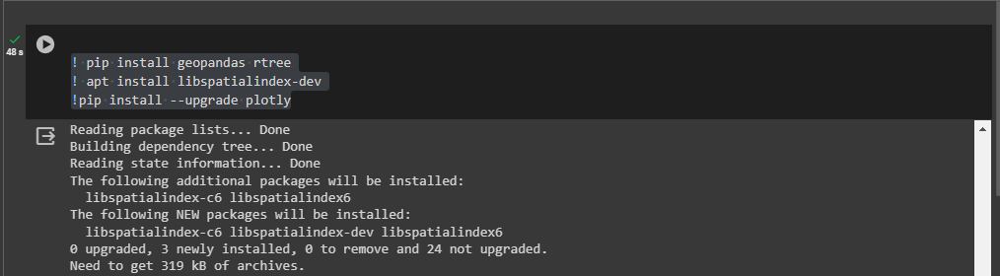 48 s
! pip install geopandas rtree
! apt install libspatialindex-dev
!pip install --upgrade plotly
Reading package lists... Done
Building dependency tree... Done
Reading state information... Done
The following additional packages will be installed:
  libspatialindex-c6 libspatialindex6
The following NEW packages will be installed:
  libspatialindex-c6 libspatialindex-dev libspatialindex6
0 upgraded, 3 newly installed, 0 to remove and 24 not upgraded.
Need to get 319 kB of archives.